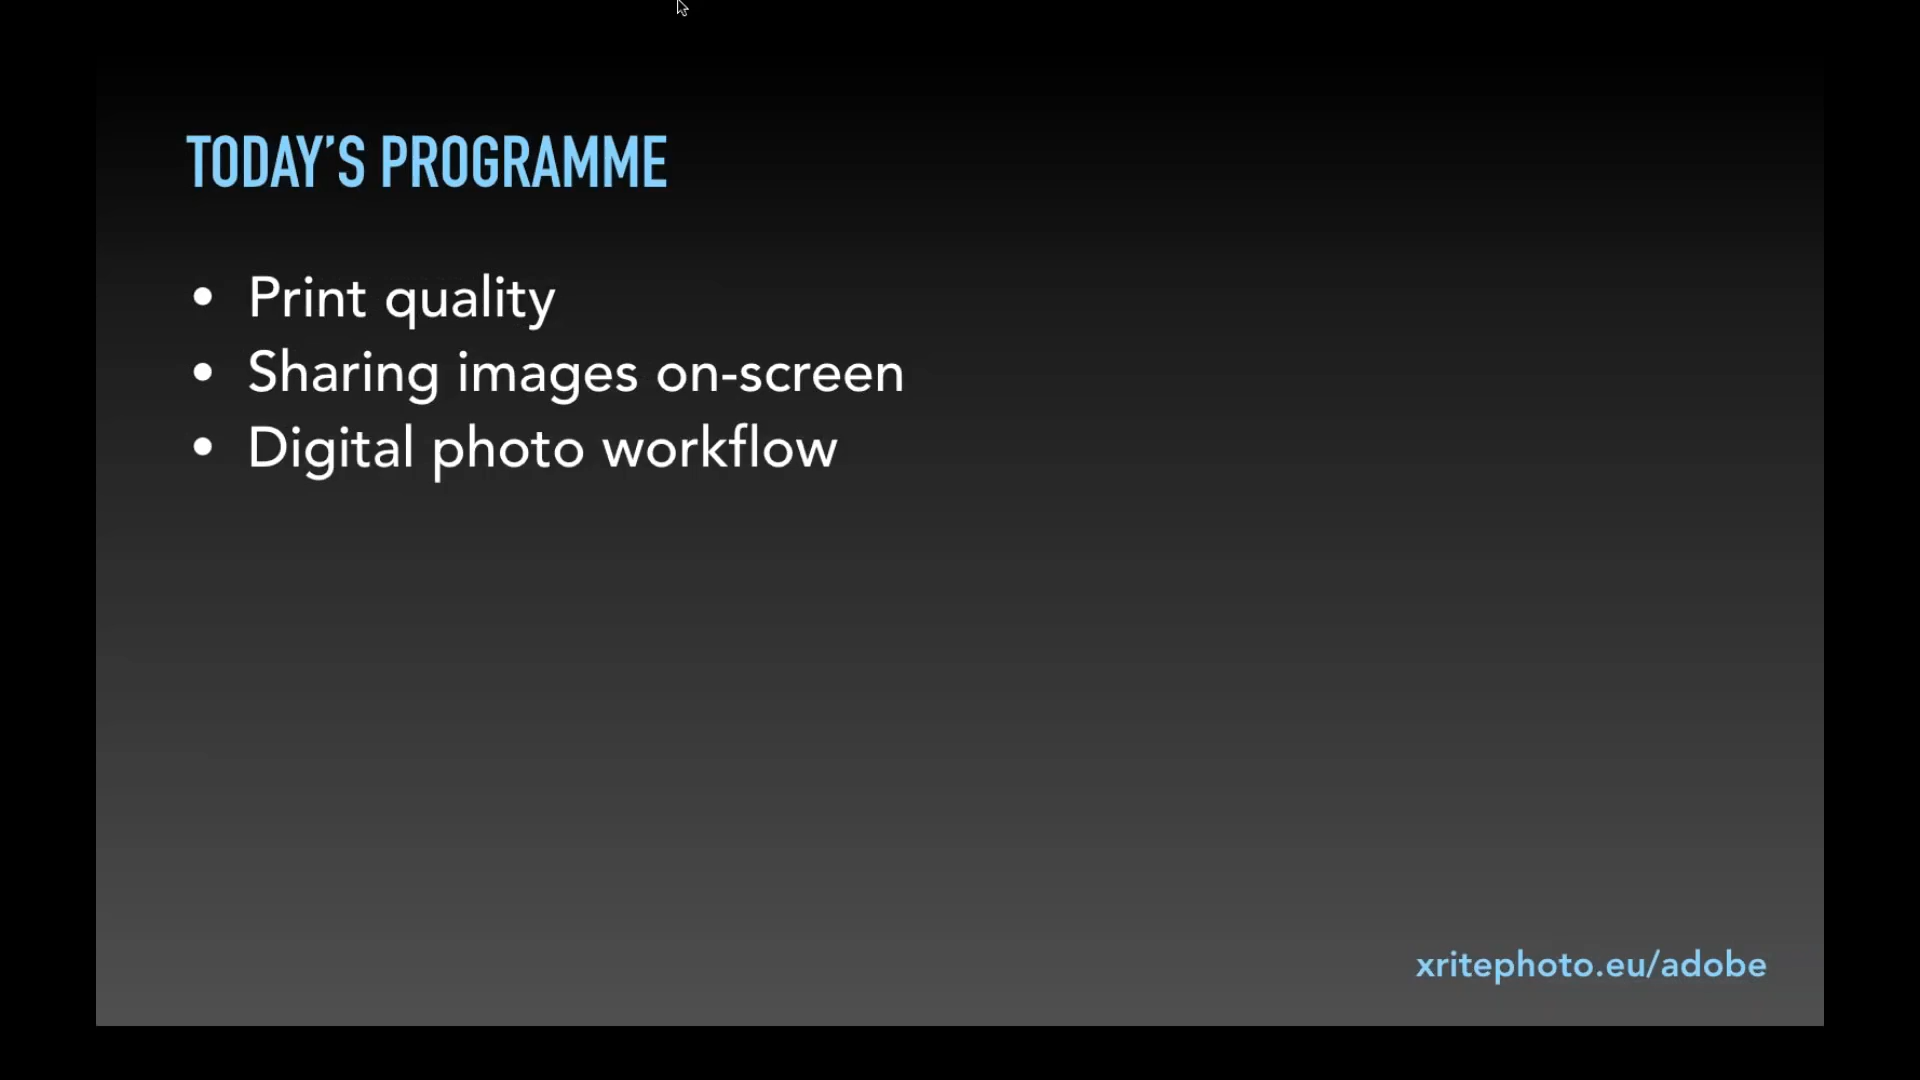 TODAY’S PROGRAMME
• Print quality
• Sharing images on-screen
• Digital photo workflow
xritephoto.eu/adobe